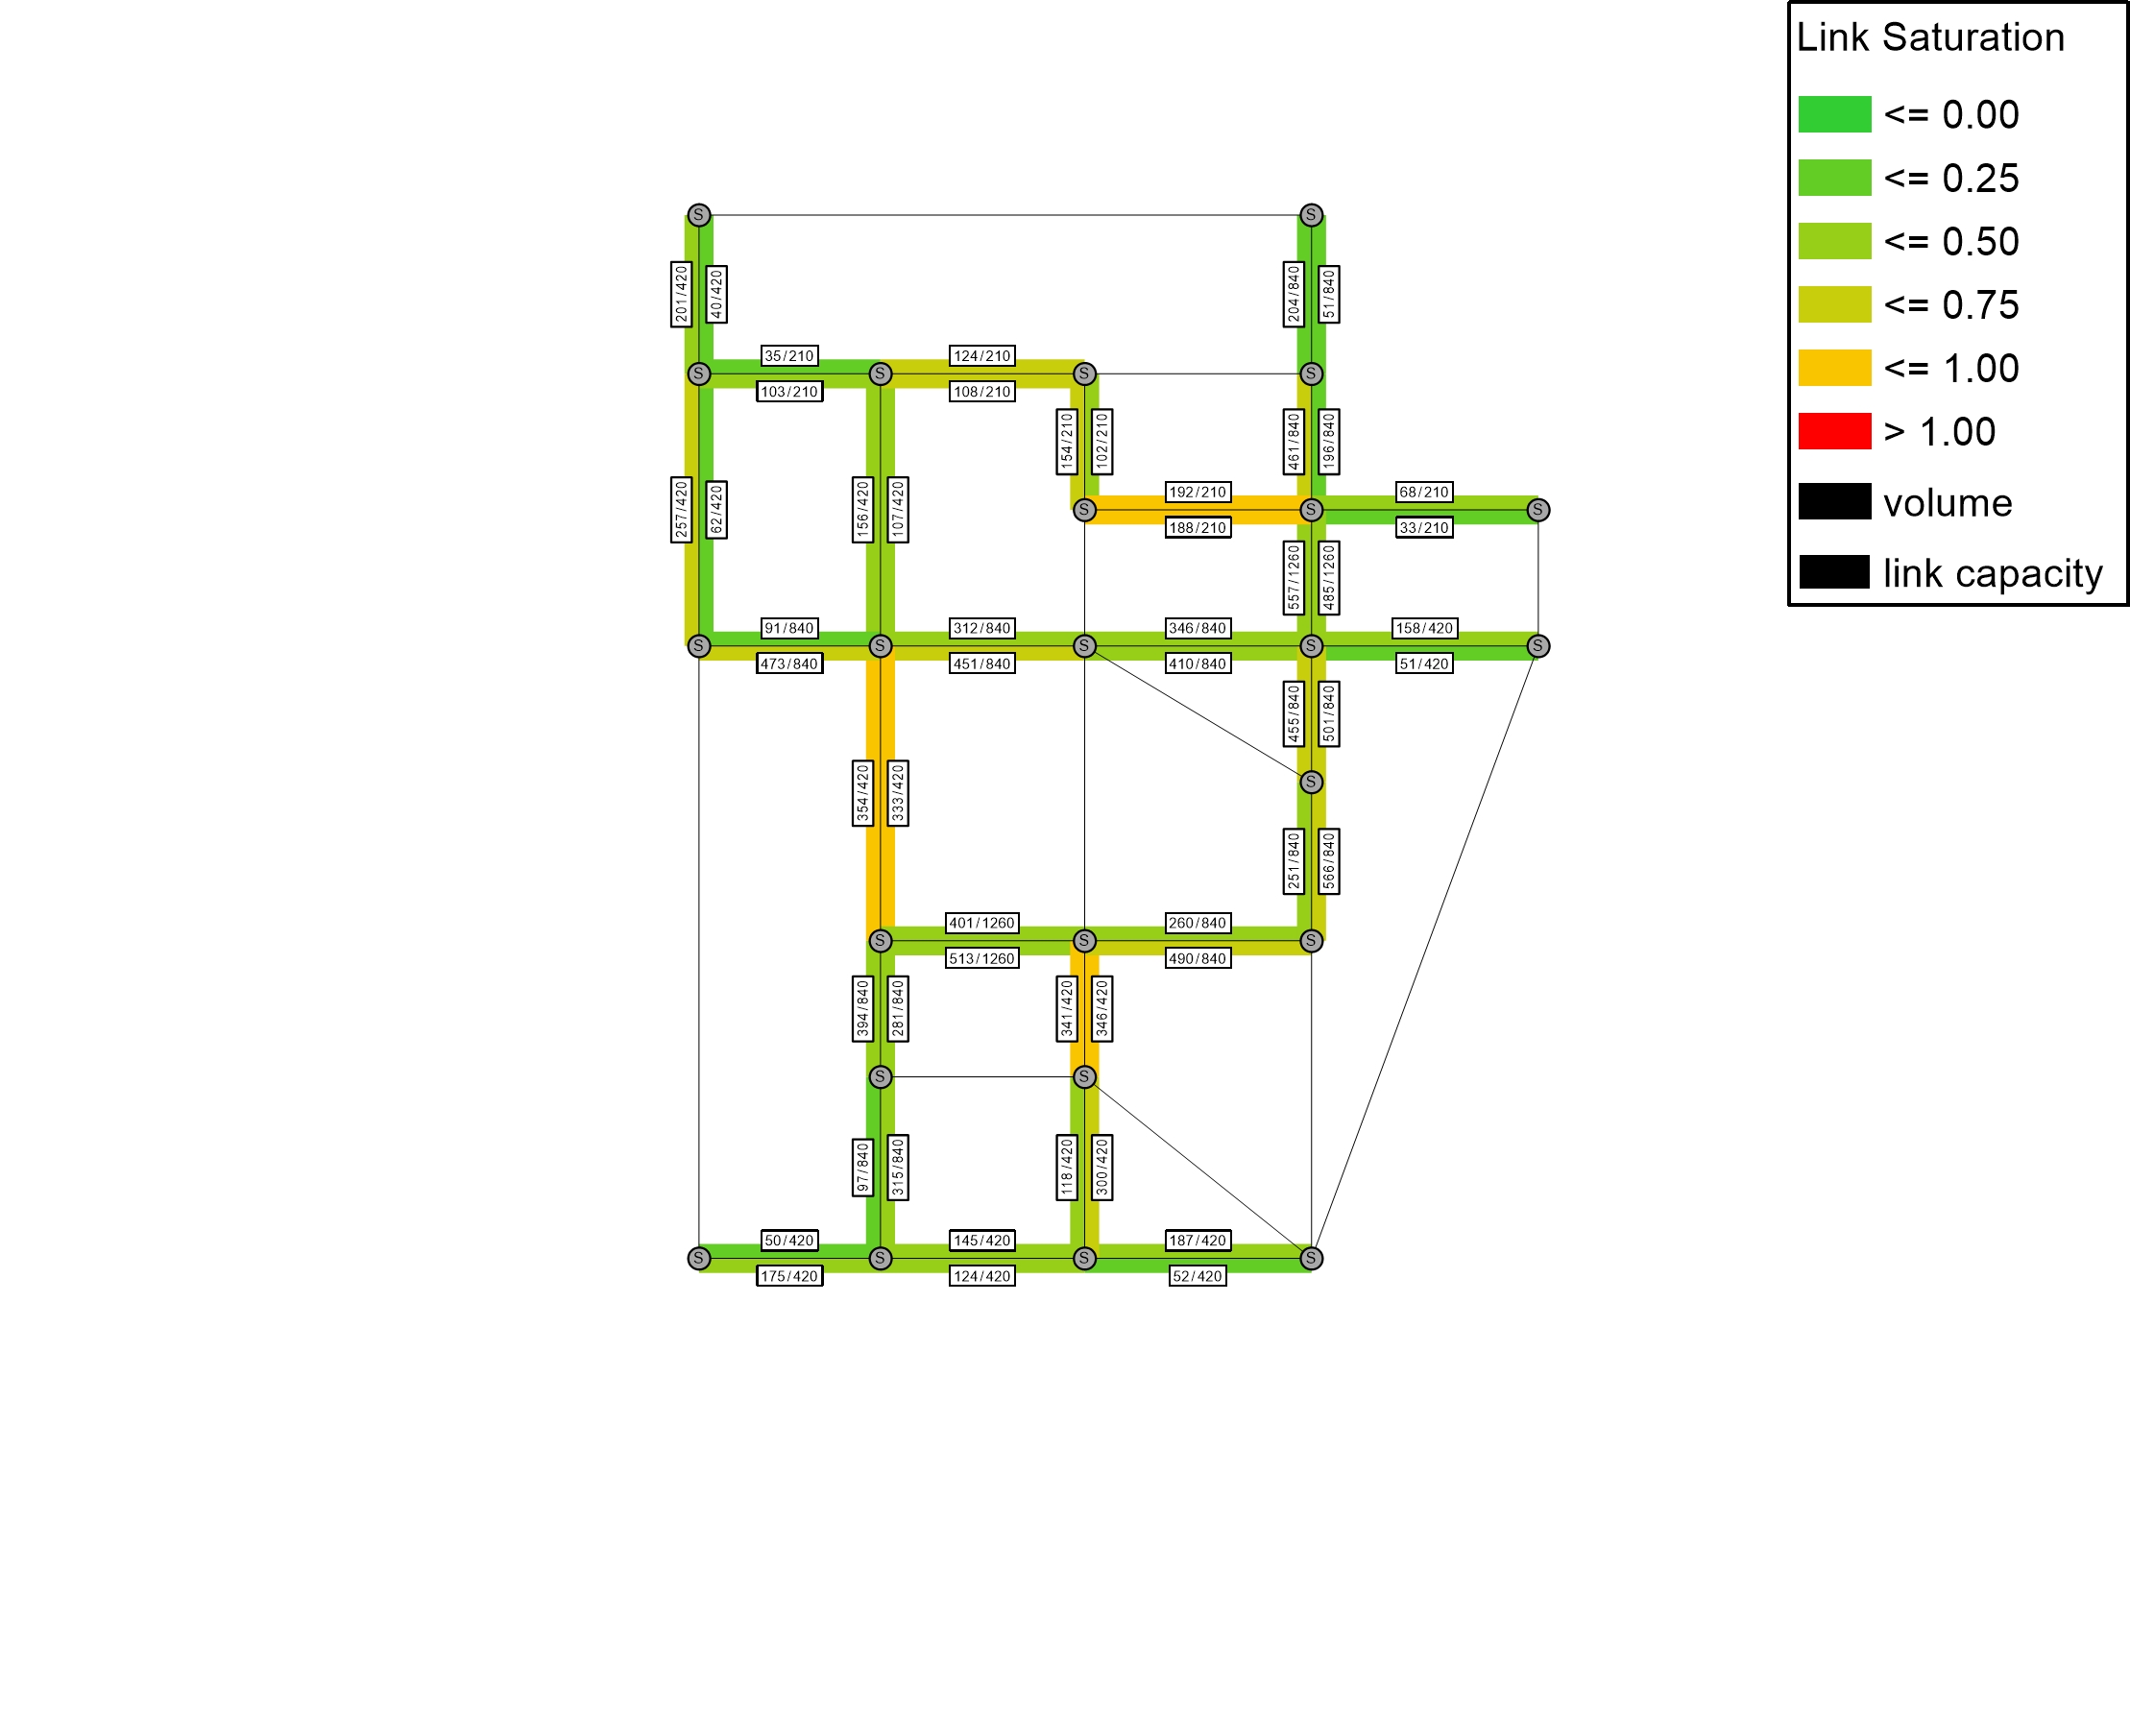 Link Saturation
<= 0.00
<= 0.25
<= 0.50
<= 0.75
<= 1.00
> 1.00
volume
link capacity
S
S
201/420
40/420
204/840
51/840
35/210
124/210
S
S
S
S
103/210
108/210
154/210
102/210
461/840
196/840
257/420
62/420
156/420
107/420
192/210
68/210
S
S
S
188/210
33/210
557/1260
485/1260
91/840
312/840
346/840
158/420
S
S
S
S
S
473/840
451/840
410/840
51/420
455/840
501/840
354/420
333/420
S
251/840
566/840
401/1260
260/840
S
S
S
513/1260
490/840
394/840
281/840
341/420
346/420
S
S
97/840
315/840
118/420
300/420
50/420
145/420
187/420
S
S
S
S
175/420
124/420
52/420